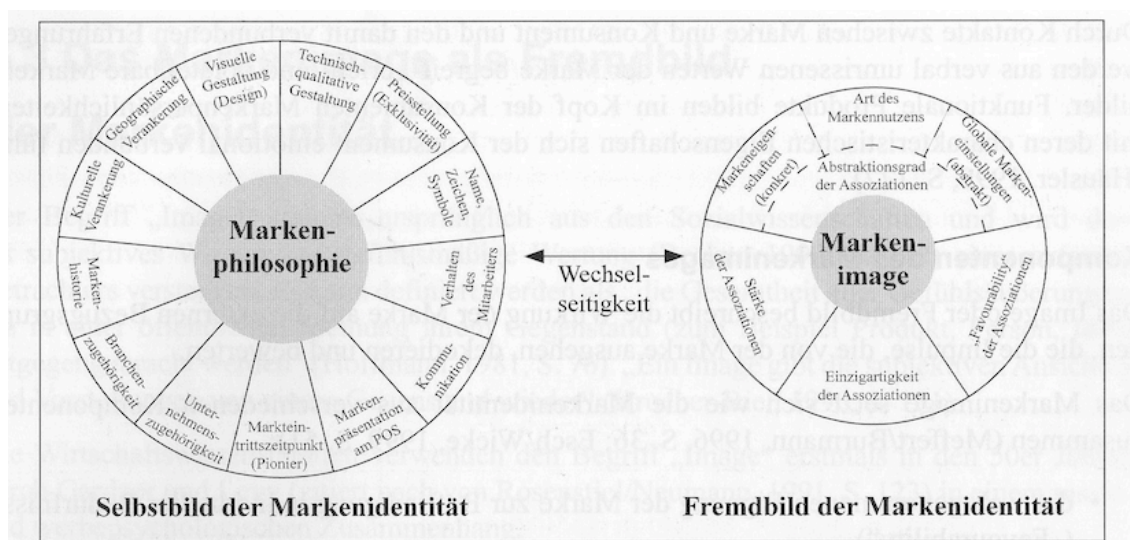 Visuelle
Gestaltung
(Design)
Technisch-
qualitative
Gestaltung
Preisstellung
(Exklusivität)
Name,
Zeichen,
Symbole
Verhalten
des
Mitarbeiters
Kommu-
nikation
Marken-
präsentation
am POS
Marktein-
trittszeitpunkt
(Pionier)
Unter-
nehmens-
zugehörigkeit
Branchen-
zugehörigkeit
Marken-
historie
Kulturelle
Verankerung
Geographische
Verankerung
Marken-
philosophie
Selbstbild der Markenidentität
Wechsel-
seitigkeit
Art des
Markennutzens
Markeneigen-
schaften
(konkret)
Globale Marken-
einstellungen
(abstrakt)
Abstraktionsgrad
der Assoziationen
Marken-
image
Stärke
der Assoziationen
Einzigartigkeit
der Assoziationen
"Favorability"
der Assoziationen
Fremdbild der Markenidentität